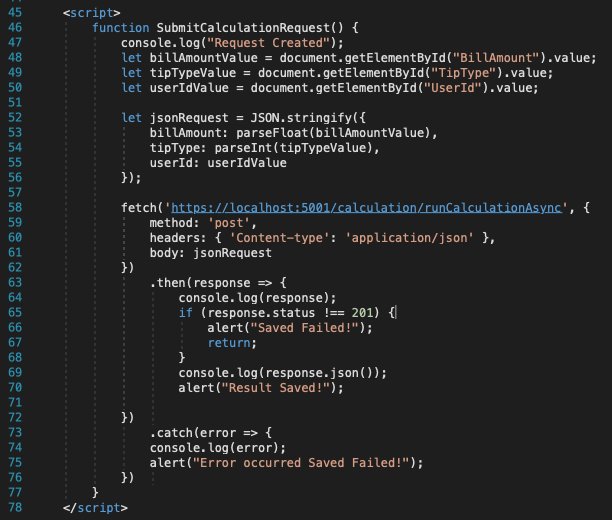 45 <script>
46 function SubmitCalculationRequest() {
47 console.log("Request Created");
48 let billAmountValue = document.getElementById("BillAmount").value;
49 let tipTypeValue = document.getElementById("TipType").value;
50 let userIdValue = document.getElementById("UserId").value;
51
52 let jsonRequest = JSON.stringify({
53 billAmount: parseFloat(billAmountValue),
54 tipType: parseInt(tipTypeValue),
55 userId: userIdValue
56 });
57
58 fetch('https://localhost:5001/calculation/runCalculationAsync', {
59 method: 'post',
60 headers: { 'Content-type': 'application/json' },
61 body: jsonRequest
62 })
63 .then(response => {
64 console.log(response);
65 if (response.status !== 201) {
66 alert("Saved Failed!");
67 return;
68 }
69 console.log(response.json());
70 alert("Result Saved!");
71
72 })
73 .catch(error => {
74 console.log(error);
75 alert("Error occurred Saved Failed!");
76 })
77 }
78 </script>